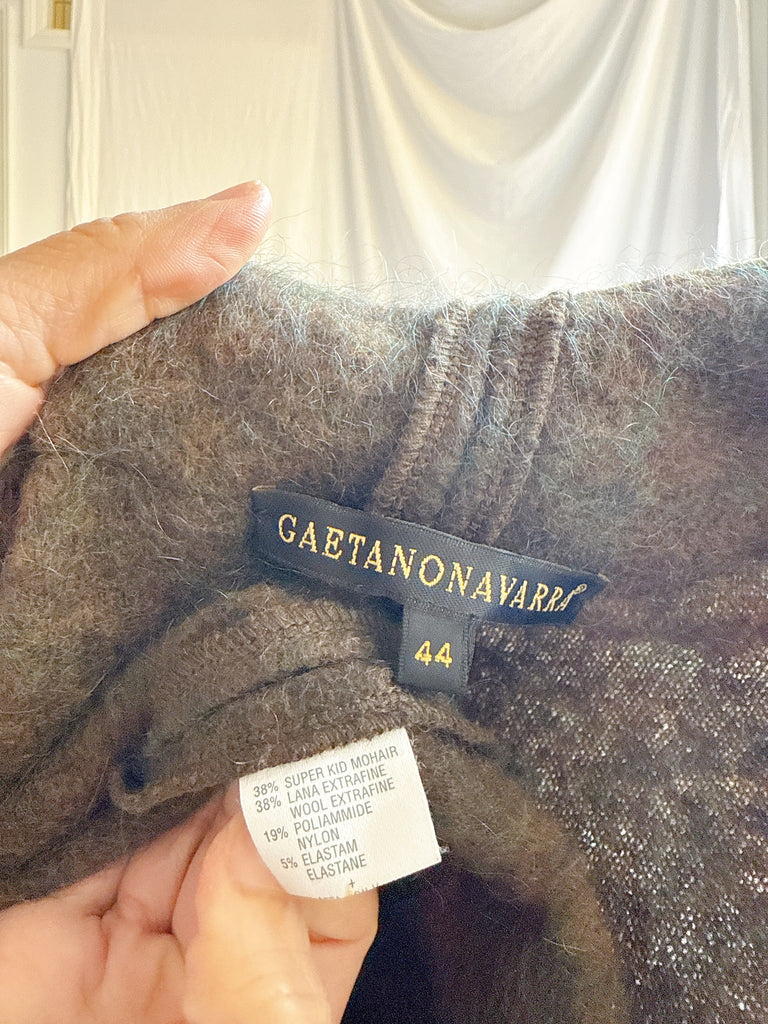 GAETANONAVARRA®
44
38% SUPER KID MOHAIR
38% LANA EXTRAFINE
WOOL EXTRAFINE
19% POLIAMMIDE
NYLON
5% ELASTAM
ELASTANE
+